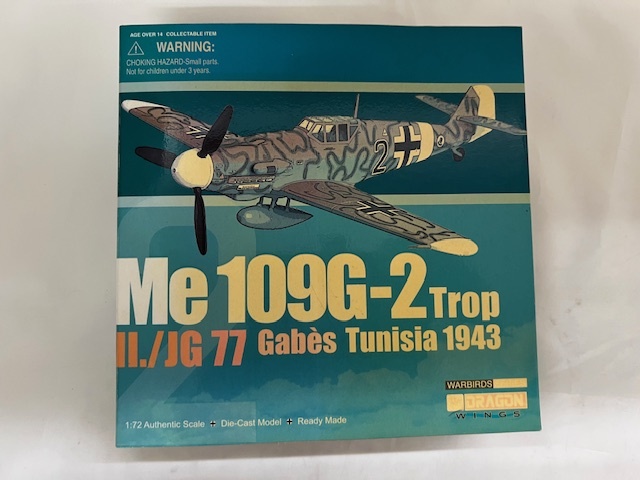 AGE OVER 14 COLLECTABLE ITEM
WARNING:
CHOKING HAZARD-Small parts.
Not for children under 3 years.
2
Me 109G-2 Trop
II./JG 77 Gabès Tunisia 1943
WARBIRDS
DRAGON
WINGS
1:72 Authentic Scale Die-Cast Model Ready Made